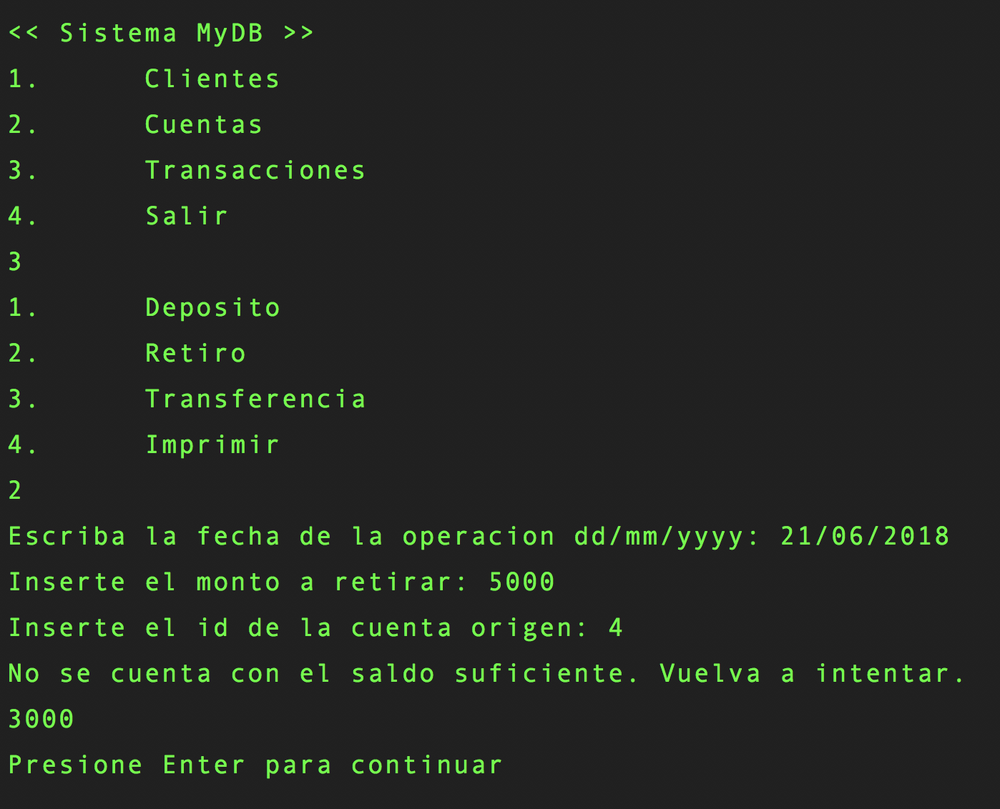 << Sistema MyDB >>
1. Clientes
2. Cuentas
3. Transacciones
4. Salir
3
1. Deposito
2. Retiro
3. Transferencia
4. Imprimir
2
Escriba la fecha de la operacion dd/mm/yyyy: 21/06/2018
Inserte el monto a retirar: 5000
Inserte el id de la cuenta origen: 4
No se cuenta con el saldo suficiente. Vuelva a intentar.
3000
Presione Enter para continuar